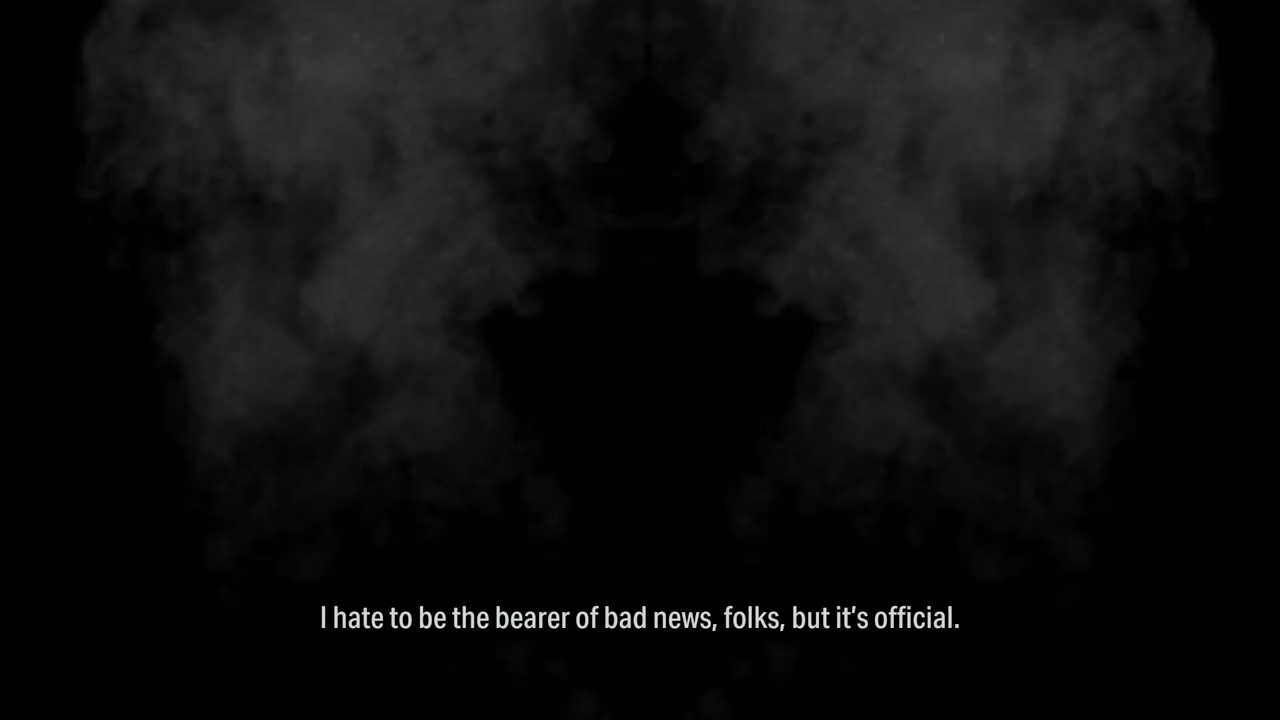 I hate to be the bearer of bad news, folks, but it’s official.